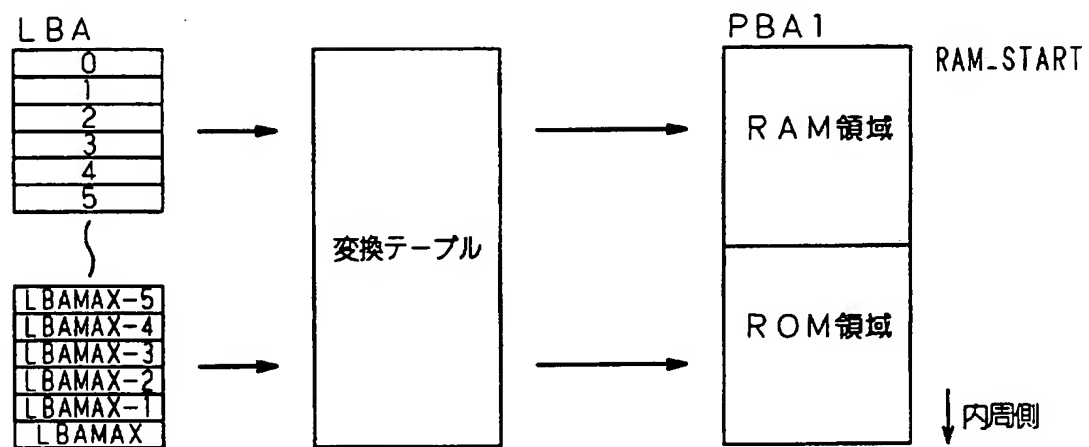 LBA
0
1
2
3
4
5
LBAMAX-5
LBAMAX-4
LBAMAX-3
LBAMAX-2
LBAMAX-1
LBAMAX
変換テーブル
PBA1
RAM_START
RAM領域
ROM領域
内周側